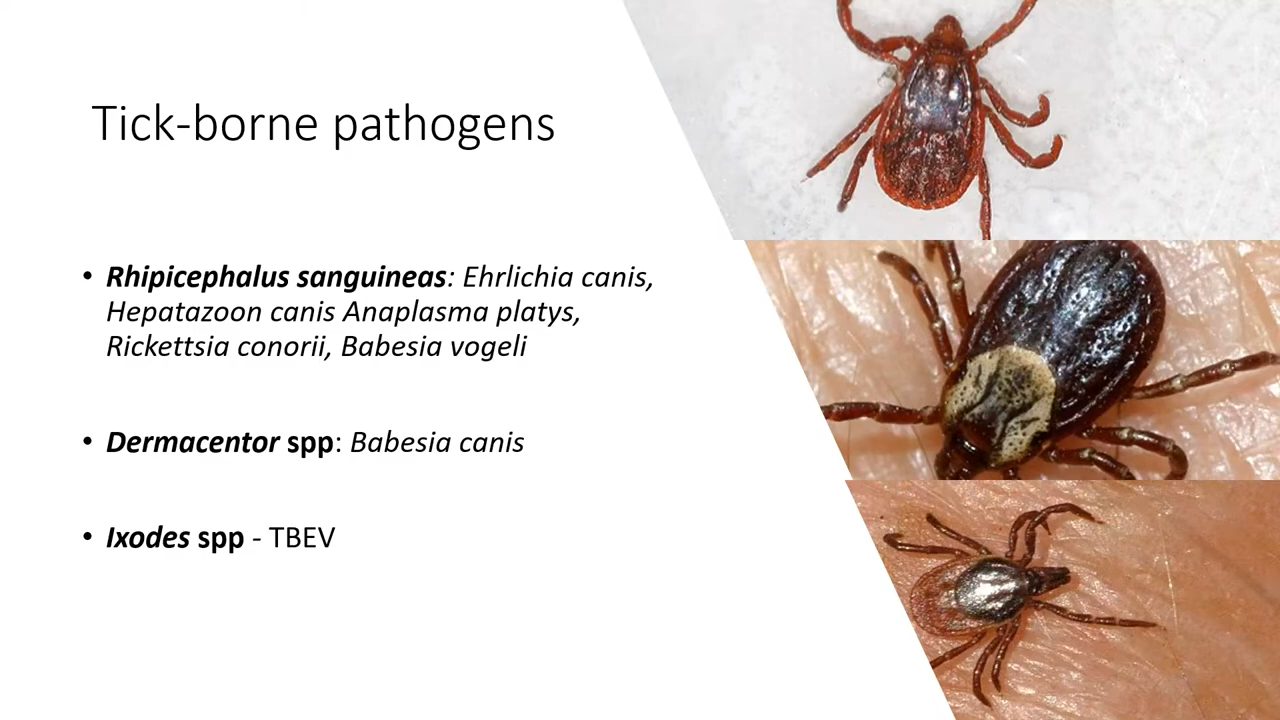 Tick-borne pathogens
• Rhipicephalus sanguineas: Ehrlichia canis,
Hepatazoon canis Anaplasma platys,
Rickettsia conorii, Babesia vogeli
• Dermacentor spp: Babesia canis
• Ixodes spp - TBEV